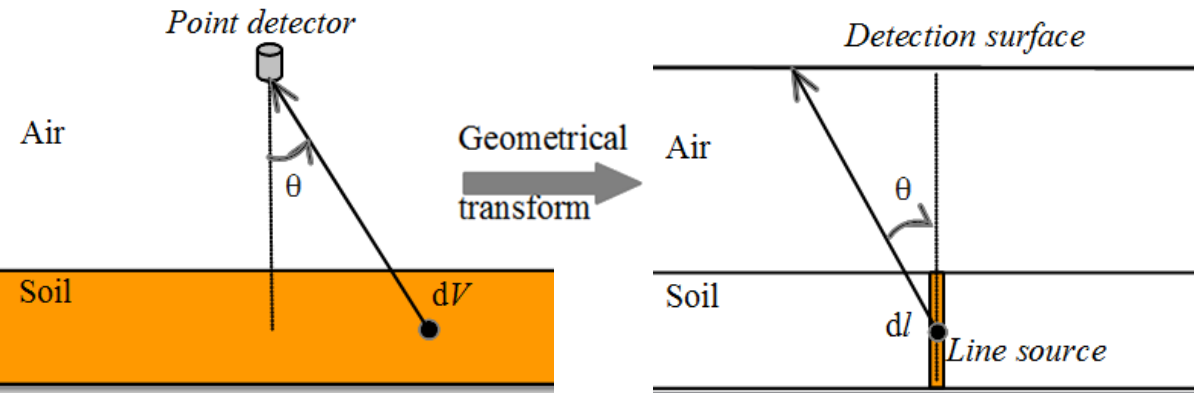 Point detector
Air
θ
Soil
dV
Geometrical
transform
Detection surface
Air
θ
Soil
dl
Line source